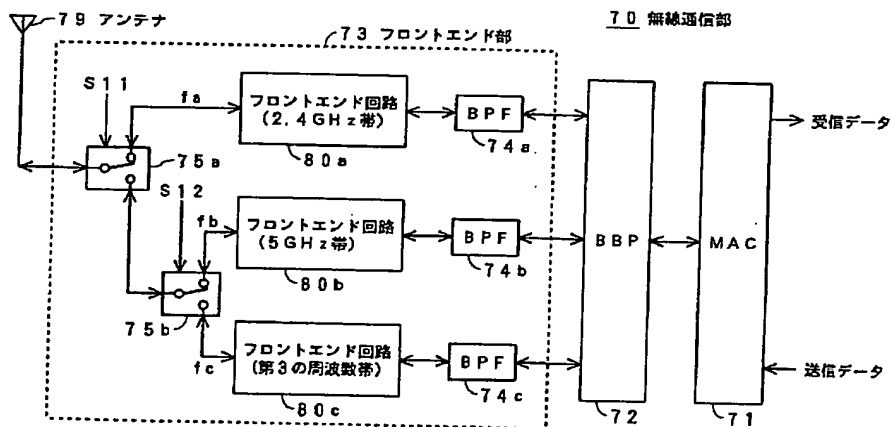 79 アンテナ
73 フロントエンド部
70 無線通信部
S11
fa
フロントエンド回路
(2.4GHz帯)
80a
BPF
74a
75a
S12
fb
フロントエンド回路
(5GHz帯)
80b
BPF
74b
75b
fc
フロントエンド回路
(第3の周波数帯)
80c
BPF
74c
BBP
72
MAC
71
受信データ
送信データ